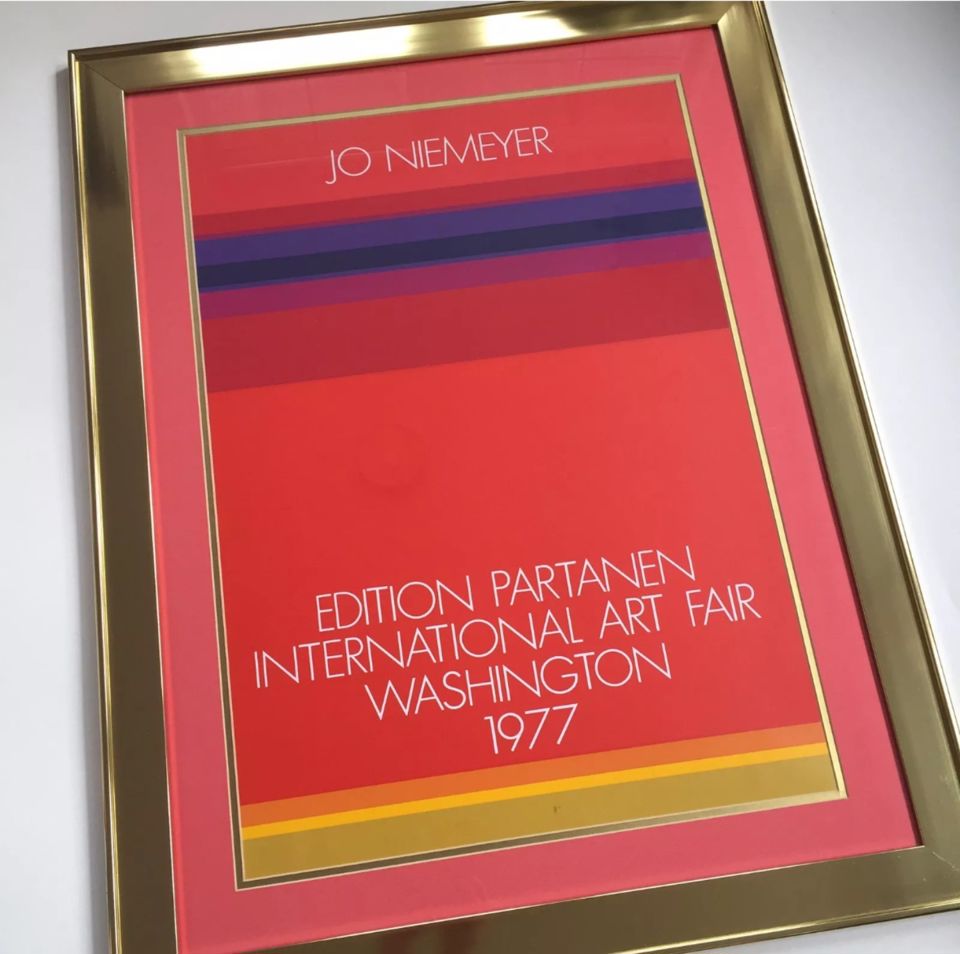 JO NIEMEYER
EDITION PARTANEN
INTERNATIONAL ART FAIR
WASHINGTON
1977